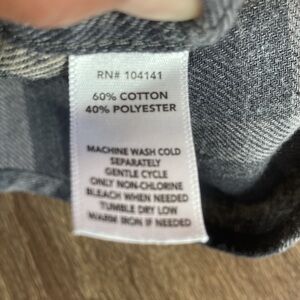 RN# 104141
60% COTTON
40% POLYESTER
MACHINE WASH COLD
SEPARATELY
GENTLE CYCLE
ONLY NON-CHLORINE
BLEACH WHEN NEEDED
TUMBLE DRY LOW
WARM IRON IF NEEDED